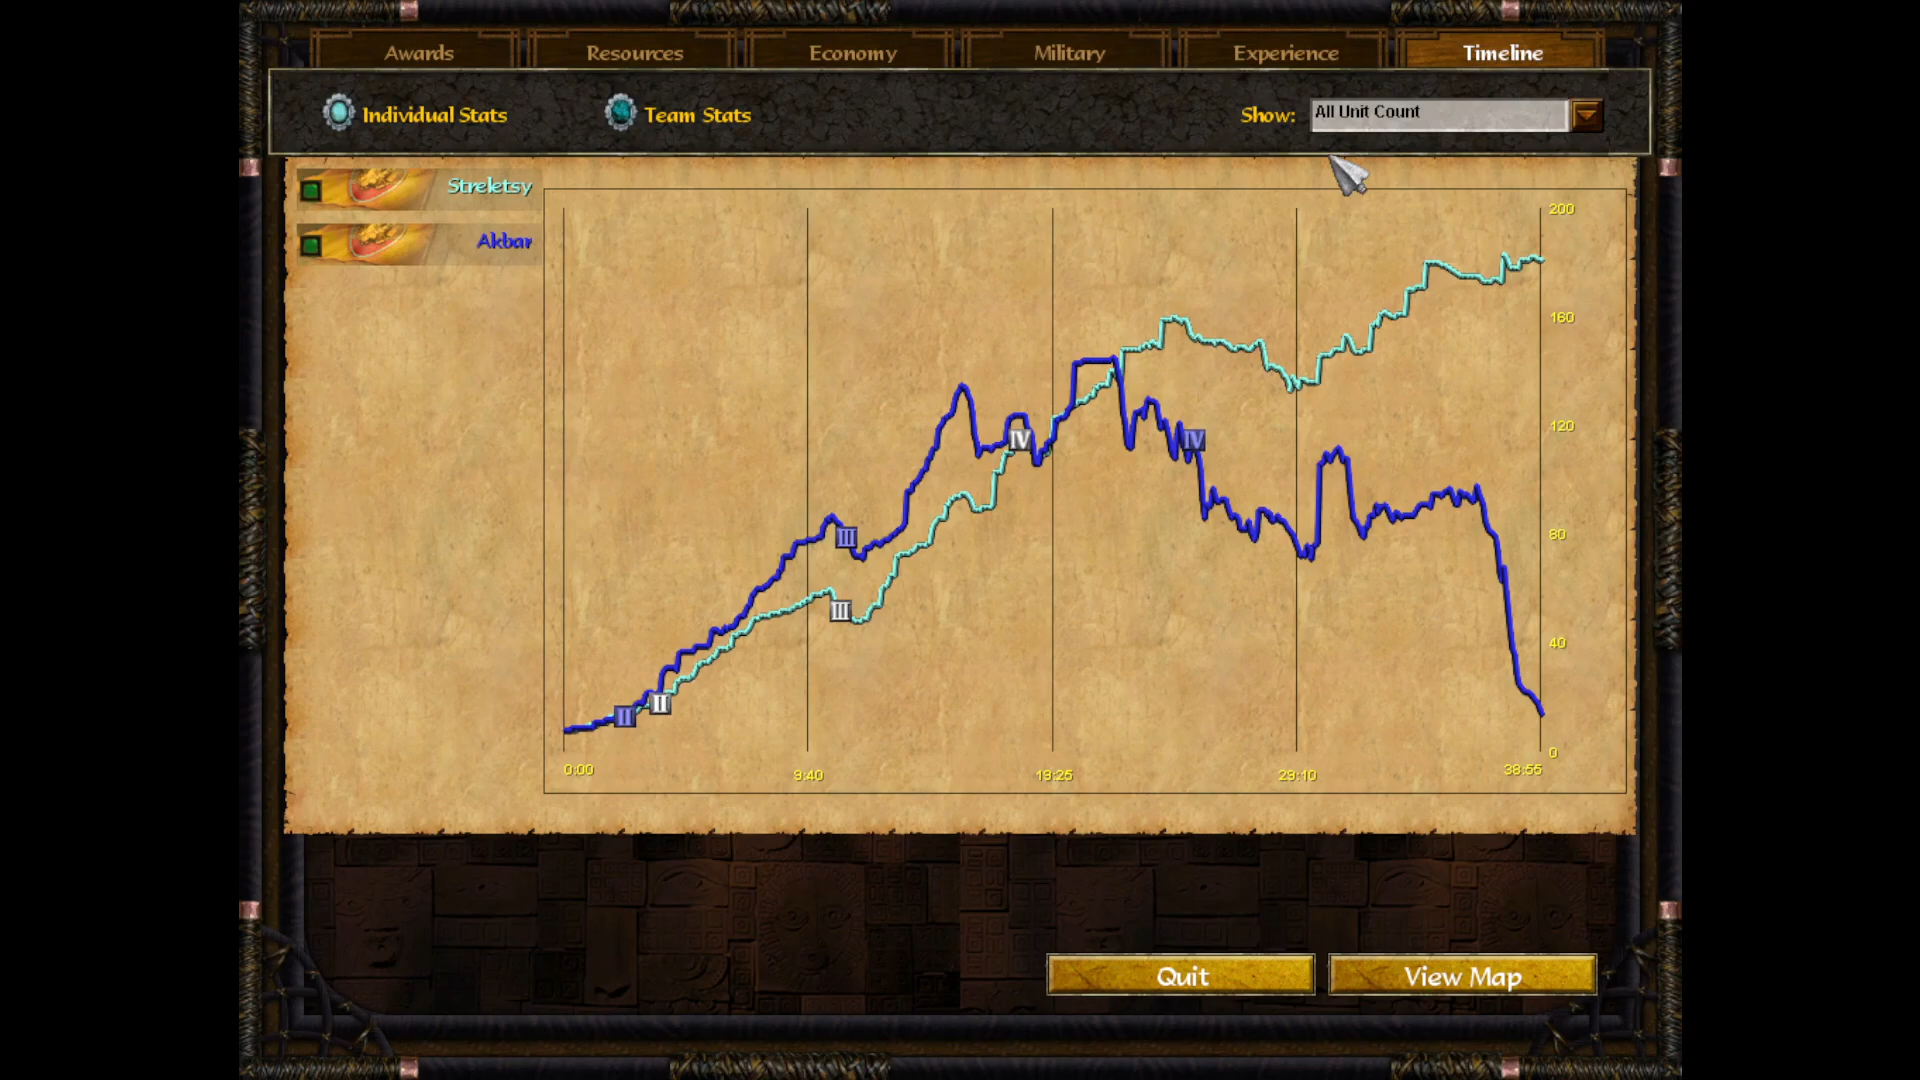 Awards Resources Economy Military Experience Timeline
Individual Stats Team Stats Show: All Unit Count
Streletsy
Akbar
200
160
120
80
40
0
II II III III IV IV
0:00 9:40 19:25 29:10 38:55
Quit View Map